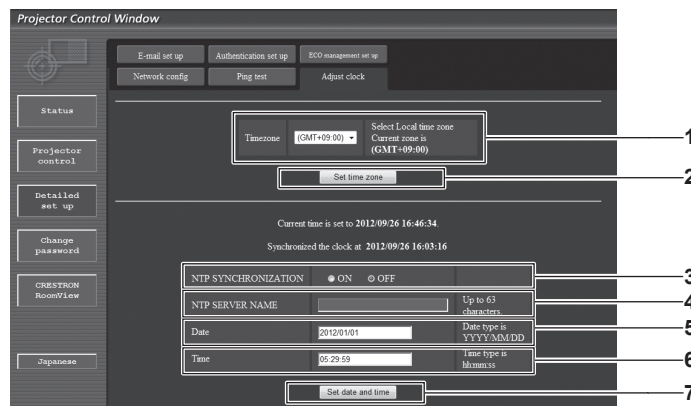 Projector Control Window
E-mail set up
Authentication set up
ECO management set up
Network config
Ping test
Adjust clock
Status
Projector
control
Detailed
set up
Change
password
CRESTRON
RoomView
Japanese
Timezone
(GMT+09:00)
Select Local time zone
Current zone is
(GMT+09:00)
1
Set time zone
2
Current time is set to 2012/09/26 16:46:34.
Synchronized the clock at 2012/09/26 16:03:16
NTP SYNCHRONIZATION
ON
OFF
3
NTP SERVER NAME
Up to 63
characters.
4
Date
2012/01/01
Date type is
YYYY/MM/DD
5
Time
05:29:59
Time type is
hh:mm:ss
6
Set date and time
7